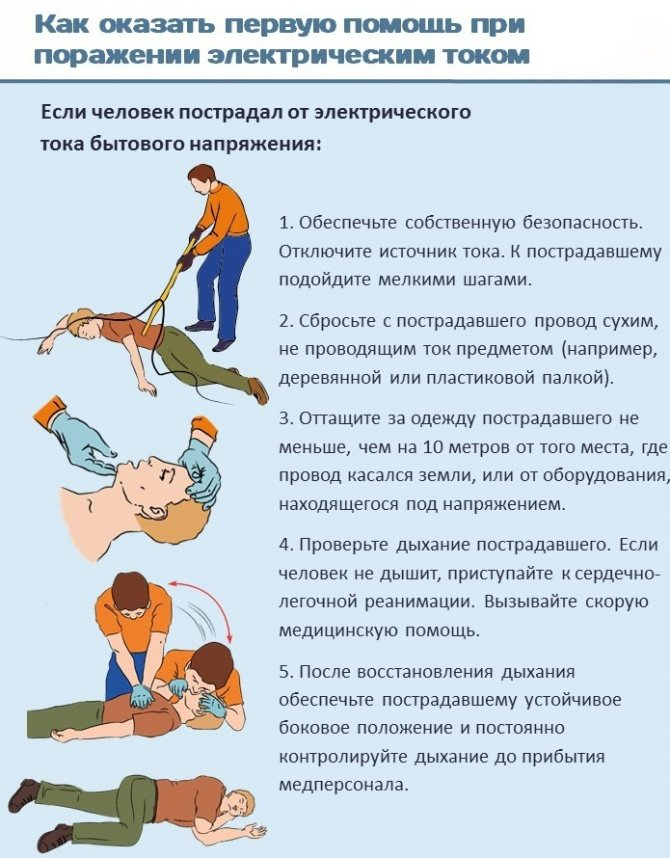 Как оказать первую помощь при
поражении электрическим током
Если человек пострадал от электрического
тока бытового напряжения:
1. Обеспечьте собственную безопасность.
Отключите источник тока. К пострадавшему
подойдите мелкими шагами.
2. Сбросьте с пострадавшего провод сухим,
не проводящим ток предметом (например,
деревянной или пластиковой палкой).
3. Оттащите за одежду пострадавшего не
меньше, чем на 10 метров от того места, где
провод касался земли, или от оборудования,
находящегося под напряжением.
4. Проверьте дыхание пострадавшего. Если
человек не дышит, приступайте к сердечно-
легочной реанимации. Вызывайте скорую
медицинскую помощь.
5. После восстановления дыхания
обеспечьте пострадавшему устойчивое
боковое положение и постоянно
контролируйте дыхание до прибытия
медперсонала.